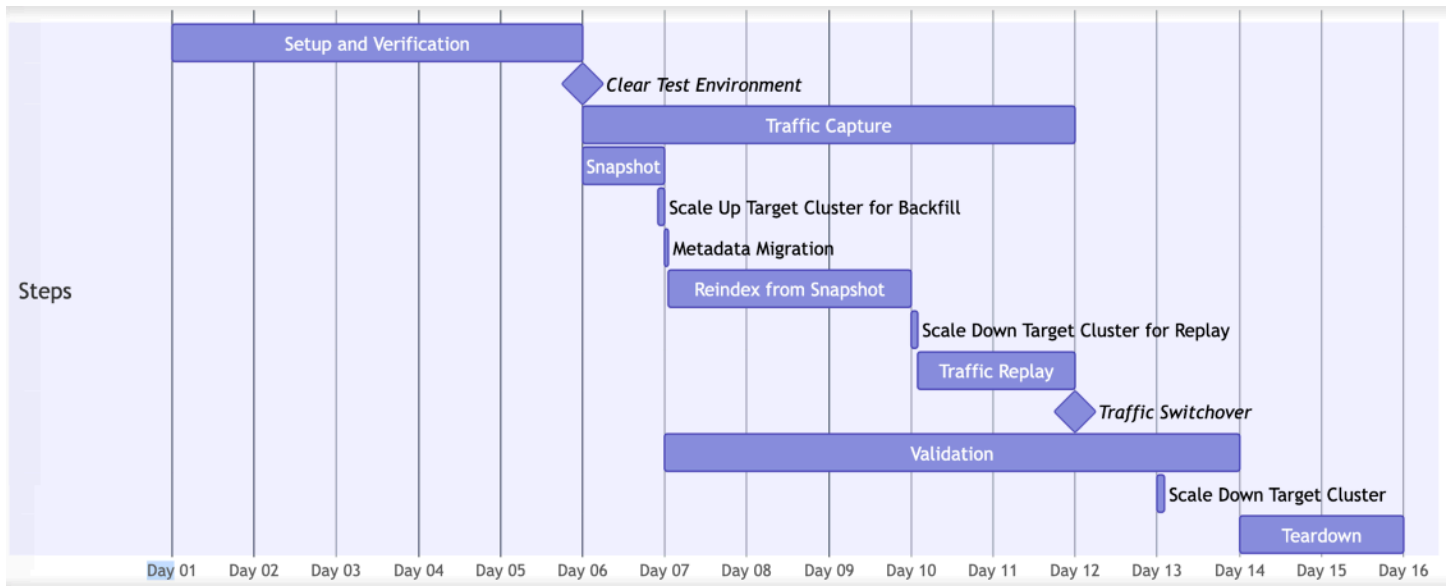 Setup and Verification
Clear Test Environment
Traffic Capture
Snapshot
Scale Up Target Cluster for Backfill
Metadata Migration
Steps
Reindex from Snapshot
Scale Down Target Cluster for Replay
Traffic Replay
Traffic Switchover
Validation
Scale Down Target Cluster
Teardown
Day 01 Day 02 Day 03 Day 04 Day 05 Day 06 Day 07 Day 08 Day 09 Day 10 Day 11 Day 12 Day 13 Day 14 Day 15 Day 16